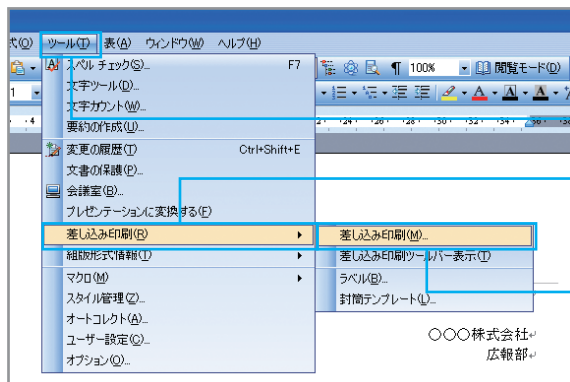 式(O) ツール(T) 表(A) ウィンドウ(W) ヘルプ(H)
スペル チェック(S)... F7
100% 閲覧モード(D)
文字ツール(D)...
文字カウント(W)...
要約の作成(U)...
変更の履歴(T) Ctrl+Shift+E
文書の保護(P)...
会議室(B)...
プレゼンテーションに変換する(E)
差し込み印刷(R)
差し込み印刷(M)...
組版形式情報(I)
差し込み印刷ツールバー表示(T)
マクロ(M)
ラベル(B)...
スタイル管理(Z)...
封筒テンプレート(L)...
オートコレクト(A)...
ユーザー設定(C)...
オプション(O)...
〇〇〇株式会社
広報部